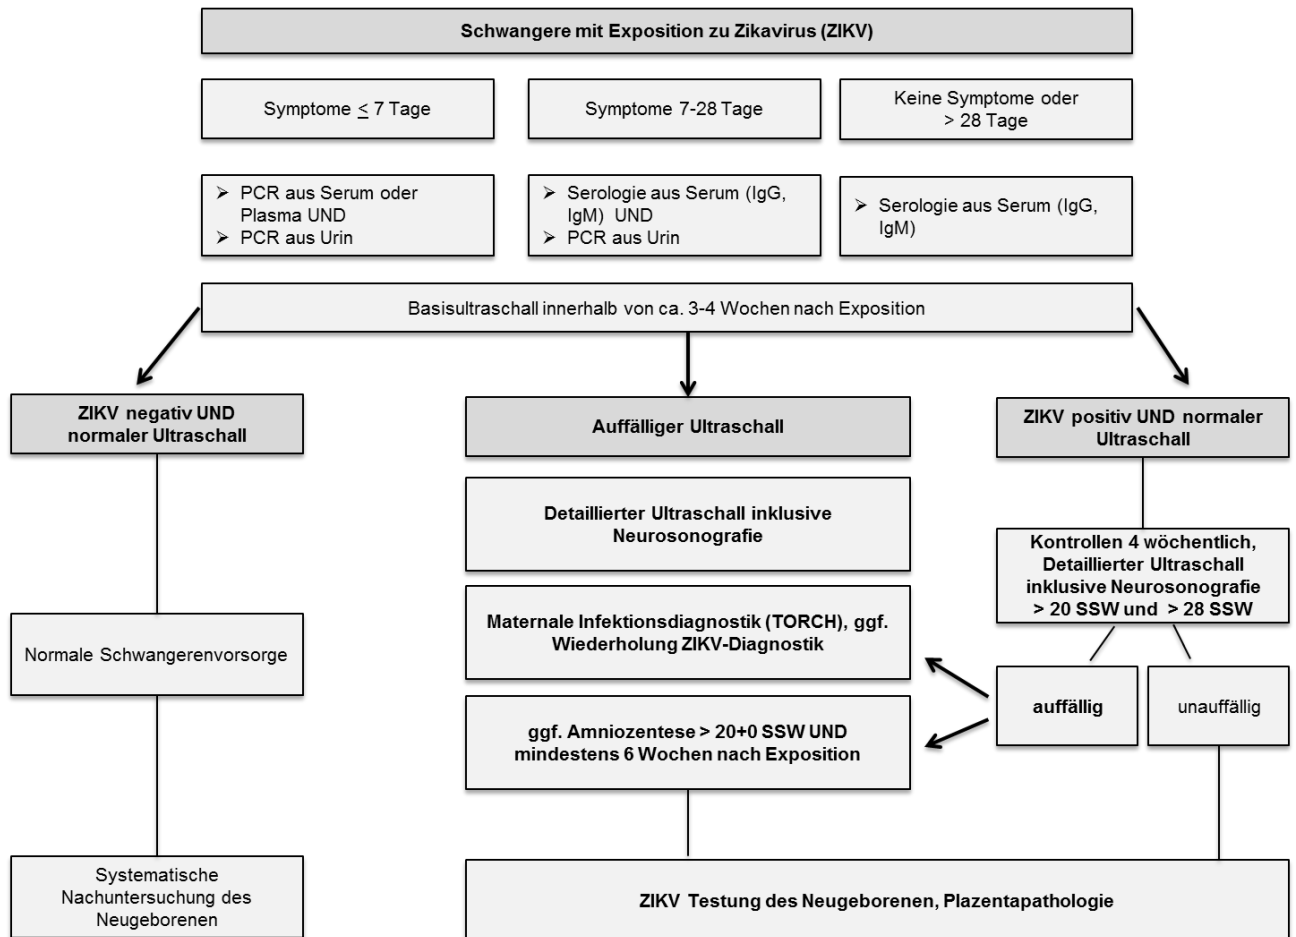 Schwangere mit Exposition zu Zikavirus (ZIKV)
Symptome ≤ 7 Tage
Symptome 7-28 Tage
Keine Symptome oder
> 28 Tage
➢ PCR aus Serum oder
Plasma UND
➢ PCR aus Urin
➢ Serologie aus Serum (IgG,
IgM) UND
➢ PCR aus Urin
➢ Serologie aus Serum (IgG,
IgM)
Basisultraschall innerhalb von ca. 3-4 Wochen nach Exposition
ZIKV negativ UND
normaler Ultraschall
Auffälliger Ultraschall
ZIKV positiv UND normaler
Ultraschall
Detaillierter Ultraschall inklusive
Neurosonografie
Kontrollen 4 wöchentlich,
Detaillierter Ultraschall
inklusive Neurosonografie
> 20 SSW und > 28 SSW
Normale Schwangerenvorsorge
Maternale Infektionsdiagnostik (TORCH), ggf.
Wiederholung ZIKV-Diagnostik
auffällig
unauffällig
ggf. Amniozentese > 20+0 SSW UND
mindestens 6 Wochen nach Exposition
Systematische
Nachuntersuchung des
Neugeborenen
ZIKV Testung des Neugeborenen, Plazentapathologie